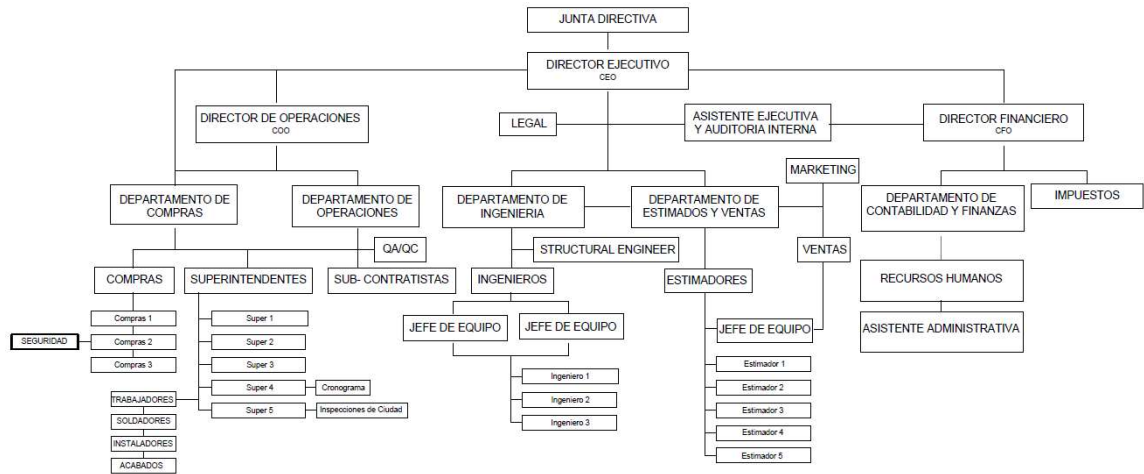 JUNTA DIRECTIVA
DIRECTOR EJECUTIVO
CEO
DIRECTOR DE OPERACIONES
COO
LEGAL
ASISTENTE EJECUTIVA
Y AUDITORIA INTERNA
DIRECTOR FINANCIERO
CFO
MARKETING
DEPARTAMENTO DE
COMPRAS
DEPARTAMENTO DE
OPERACIONES
DEPARTAMENTO DE
INGENIERIA
DEPARTAMENTO DE
ESTIMADOS Y VENTAS
DEPARTAMENTO DE
CONTABILIDAD Y FINANZAS
IMPUESTOS
QA/QC
STRUCTURAL ENGINEER
VENTAS
COMPRAS
SUPERINTENDENTES
SUB- CONTRATISTAS
INGENIEROS
ESTIMADORES
RECURSOS HUMANOS
Compras 1
Super 1
JEFE DE EQUIPO
JEFE DE EQUIPO
JEFE DE EQUIPO
ASISTENTE ADMINISTRATIVA
SEGURIDAD
Compras 2
Super 2
Compras 3
Super 3
Estimador 1
Ingeniero 1
Super 4
Cronograma
Estimador 2
TRABAJADORES
Ingeniero 2
Super 5
Inspecciones de Ciudad
Estimador 3
SOLDADORES
Ingeniero 3
Estimador 4
INSTALADORES
Estimador 5
ACABADOS